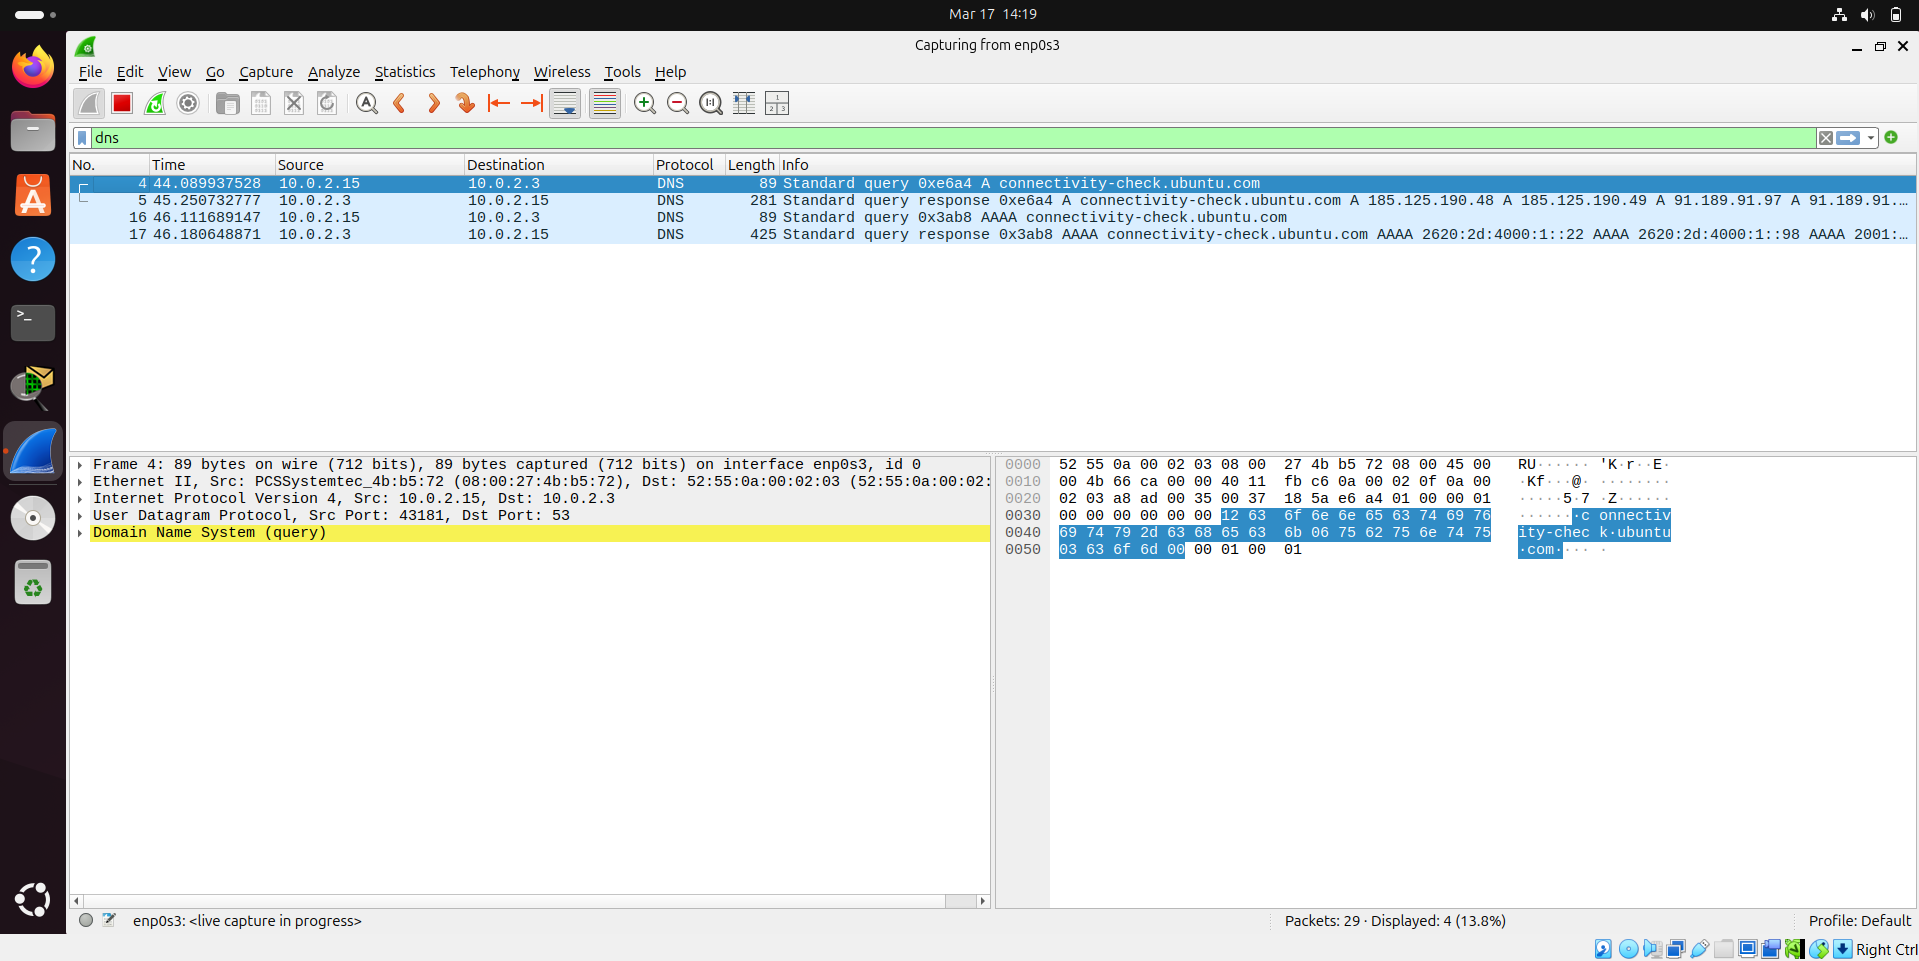 Mar 17 14:19
Capturing from enp0s3
File Edit View Go Capture Analyze Statistics Telephony Wireless Tools Help
dns
No. Time Source Destination Protocol Length Info
4 44.089937528 10.0.2.15 10.0.2.3 DNS 89 Standard query 0xe6a4 A connectivity-check.ubuntu.com
5 45.250732777 10.0.2.3 10.0.2.15 DNS 281 Standard query response 0xe6a4 A connectivity-check.ubuntu.com A 185.125.190.48 A 185.125.190.49 A 91.189.91.97 A 91.189.91.…
16 46.111689147 10.0.2.15 10.0.2.3 DNS 89 Standard query 0x3ab8 AAAA connectivity-check.ubuntu.com
17 46.180648871 10.0.2.3 10.0.2.15 DNS 425 Standard query response 0x3ab8 AAAA connectivity-check.ubuntu.com AAAA 2620:2d:4000:1::22 AAAA 2620:2d:4000:1::98 AAAA 2001:…
Frame 4: 89 bytes on wire (712 bits), 89 bytes captured (712 bits) on interface enp0s3, id 0
Ethernet II, Src: PCSSystemtec_4b:b5:72 (08:00:27:4b:b5:72), Dst: 52:55:0a:00:02:03 (52:55:0a:00:02:
Internet Protocol Version 4, Src: 10.0.2.15, Dst: 10.0.2.3
User Datagram Protocol, Src Port: 43181, Dst Port: 53
Domain Name System (query)
0000 52 55 0a 00 02 03 08 00 27 4b b5 72 08 00 45 00 RU······ 'K·r··E·
0010 00 4b 66 ca 00 00 40 11 fb c6 0a 00 02 0f 0a 00 ·Kf···@· ········
0020 02 03 a8 ad 00 35 00 37 18 5a e6 a4 01 00 00 01 ·····5·7 ·Z······
0030 00 00 00 00 00 00 12 63 6f 6e 6e 65 63 74 69 76 ·······c onnectiv
0040 69 74 79 2d 63 68 65 63 6b 06 75 62 75 6e 74 75 ity-chec k·ubuntu
0050 03 63 6f 6d 00 00 01 00 01 ·com···· ·
enp0s3: <live capture in progress>
Packets: 29 · Displayed: 4 (13.8%)
Profile: Default
Right Ctrl